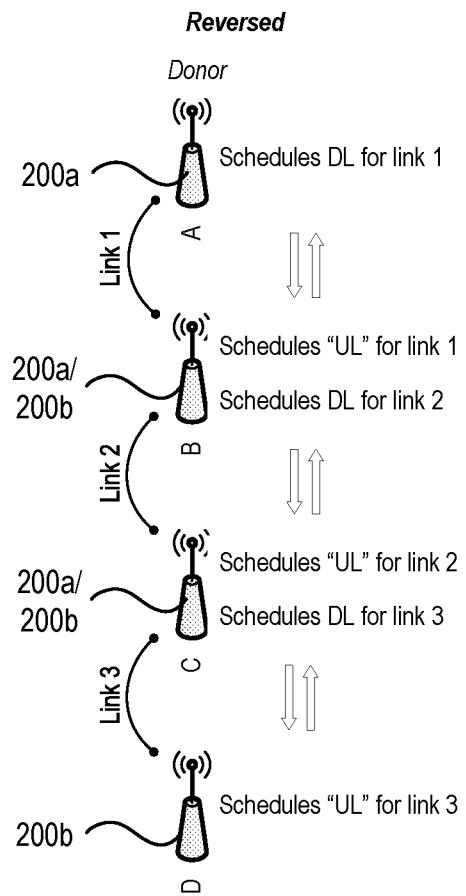 Reversed
Donor
Schedules DL for link 1
200a
A
Link 1
Schedules “UL” for link 1
200a/
200b
Schedules DL for link 2
B
Link 2
Schedules “UL” for link 2
200a/
200b
Schedules DL for link 3
C
Link 3
Schedules “UL” for link 3
200b
D